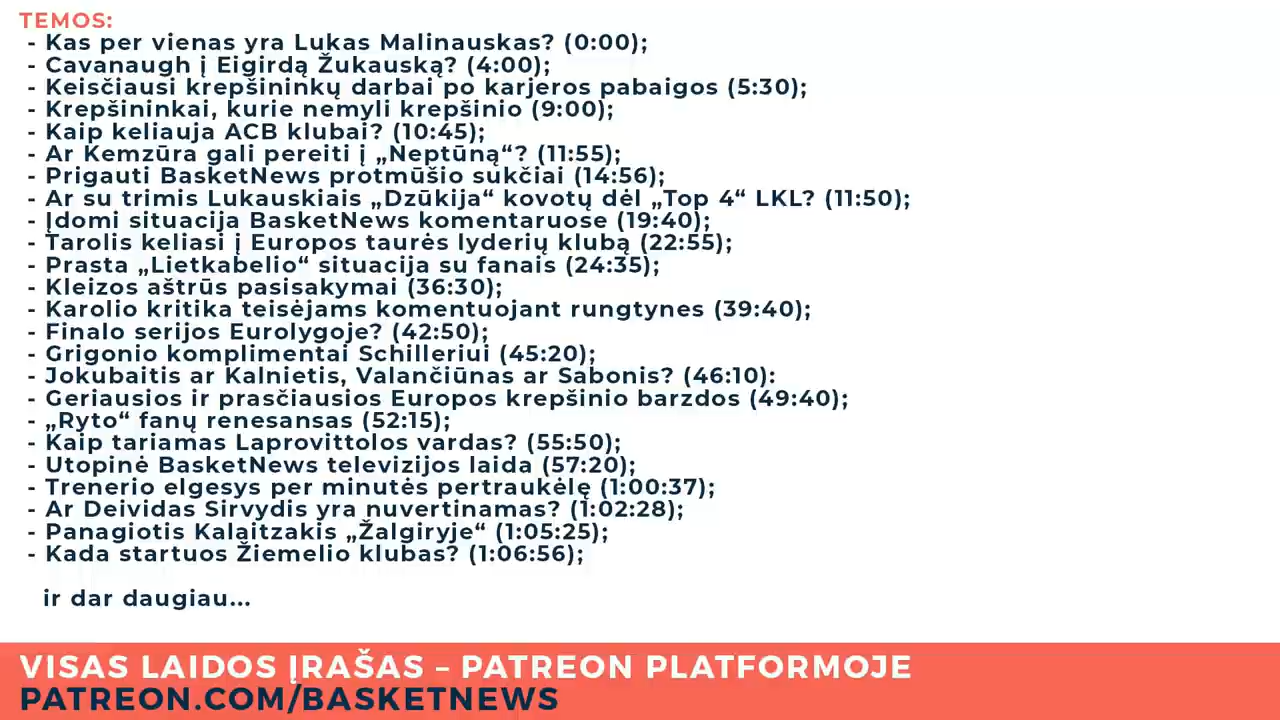 TEMOS:
- Kas per vienas yra Lukas Malinauskas? (0:00);
- Cavanaugh į Eigirdą Žukauską? (4:00);
- Keisčiausi krepšininkų darbai po karjeros pabaigos (5:30);
- Krepšininkai, kurie nemyli krepšinio (9:00);
- Kaip keliauja ACB klubai? (10:45);
- Ar Kemzūra gali pereiti į „Neptūną“? (11:55);
- Prigauti BasketNews protmūšio sukčiai (14:56);
- Ar su trimis Lukauskiais „Dzūkija“ kovotų dėl „Top 4“ LKL? (11:50);
- Įdomi situacija BasketNews komentaruose (19:40);
- Tarolis keliasi į Europos taurės lyderių klubą (22:55);
- Prasta „Lietkabelio“ situacija su fanais (24:35);
- Kleizos aštrūs pasisakymai (36:30);
- Karolio kritika teisėjams komentuojant rungtynes (39:40);
- Finalo serijos Eurolygoje? (42:50);
- Grigonio komplimentai Schilleriui (45:20);
- Jokubaitis ar Kalnietis, Valančiūnas ar Sabonis? (46:10):
- Geriausios ir prasčiausios Europos krepšinio barzdos (49:40);
- „Ryto“ fanų renesansas (52:15);
- Kaip tariamas Laprovittolos vardas? (55:50);
- Utopinė BasketNews televizijos laida (57:20);
- Trenerio elgesys per minutės pertraukėlę (1:00:37);
- Ar Deividas Sirvydis yra nuvertinamas? (1:02:28);
- Panagiotis Kalaitzakis „Žalgiryje“ (1:05:25);
- Kada startuos Žiemelio klubas? (1:06:56);
ir dar daugiau...
VISAS LAIDOS ĮRAŠAS – PATREON PLATFORMOJE
PATREON.COM/BASKETNEWS